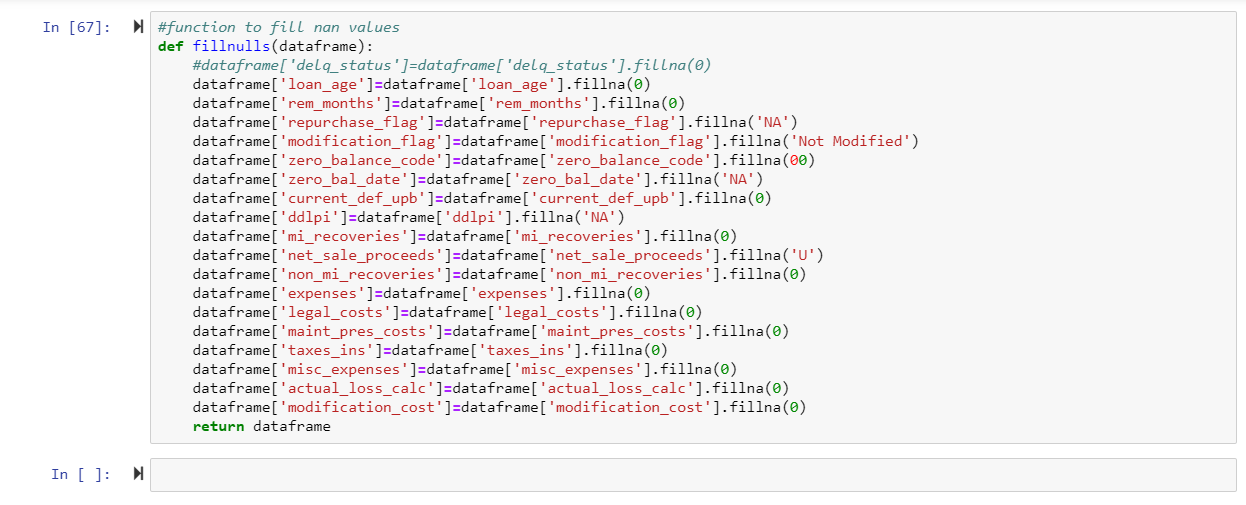 In [67]:
#function to fill nan values
def fillnulls(dataframe):
    #dataframe['delq_status']=dataframe['delq_status'].fillna(0)
    dataframe['loan_age']=dataframe['loan_age'].fillna(0)
    dataframe['rem_months']=dataframe['rem_months'].fillna(0)
    dataframe['repurchase_flag']=dataframe['repurchase_flag'].fillna('NA')
    dataframe['modification_flag']=dataframe['modification_flag'].fillna('Not Modified')
    dataframe['zero_balance_code']=dataframe['zero_balance_code'].fillna(00)
    dataframe['zero_bal_date']=dataframe['zero_bal_date'].fillna('NA')
    dataframe['current_def_upb']=dataframe['current_def_upb'].fillna(0)
    dataframe['ddlpi']=dataframe['ddlpi'].fillna('NA')
    dataframe['mi_recoveries']=dataframe['mi_recoveries'].fillna(0)
    dataframe['net_sale_proceeds']=dataframe['net_sale_proceeds'].fillna('U')
    dataframe['non_mi_recoveries']=dataframe['non_mi_recoveries'].fillna(0)
    dataframe['expenses']=dataframe['expenses'].fillna(0)
    dataframe['legal_costs']=dataframe['legal_costs'].fillna(0)
    dataframe['maint_pres_costs']=dataframe['maint_pres_costs'].fillna(0)
    dataframe['taxes_ins']=dataframe['taxes_ins'].fillna(0)
    dataframe['misc_expenses']=dataframe['misc_expenses'].fillna(0)
    dataframe['actual_loss_calc']=dataframe['actual_loss_calc'].fillna(0)
    dataframe['modification_cost']=dataframe['modification_cost'].fillna(0)
    return dataframe
In [ ]: